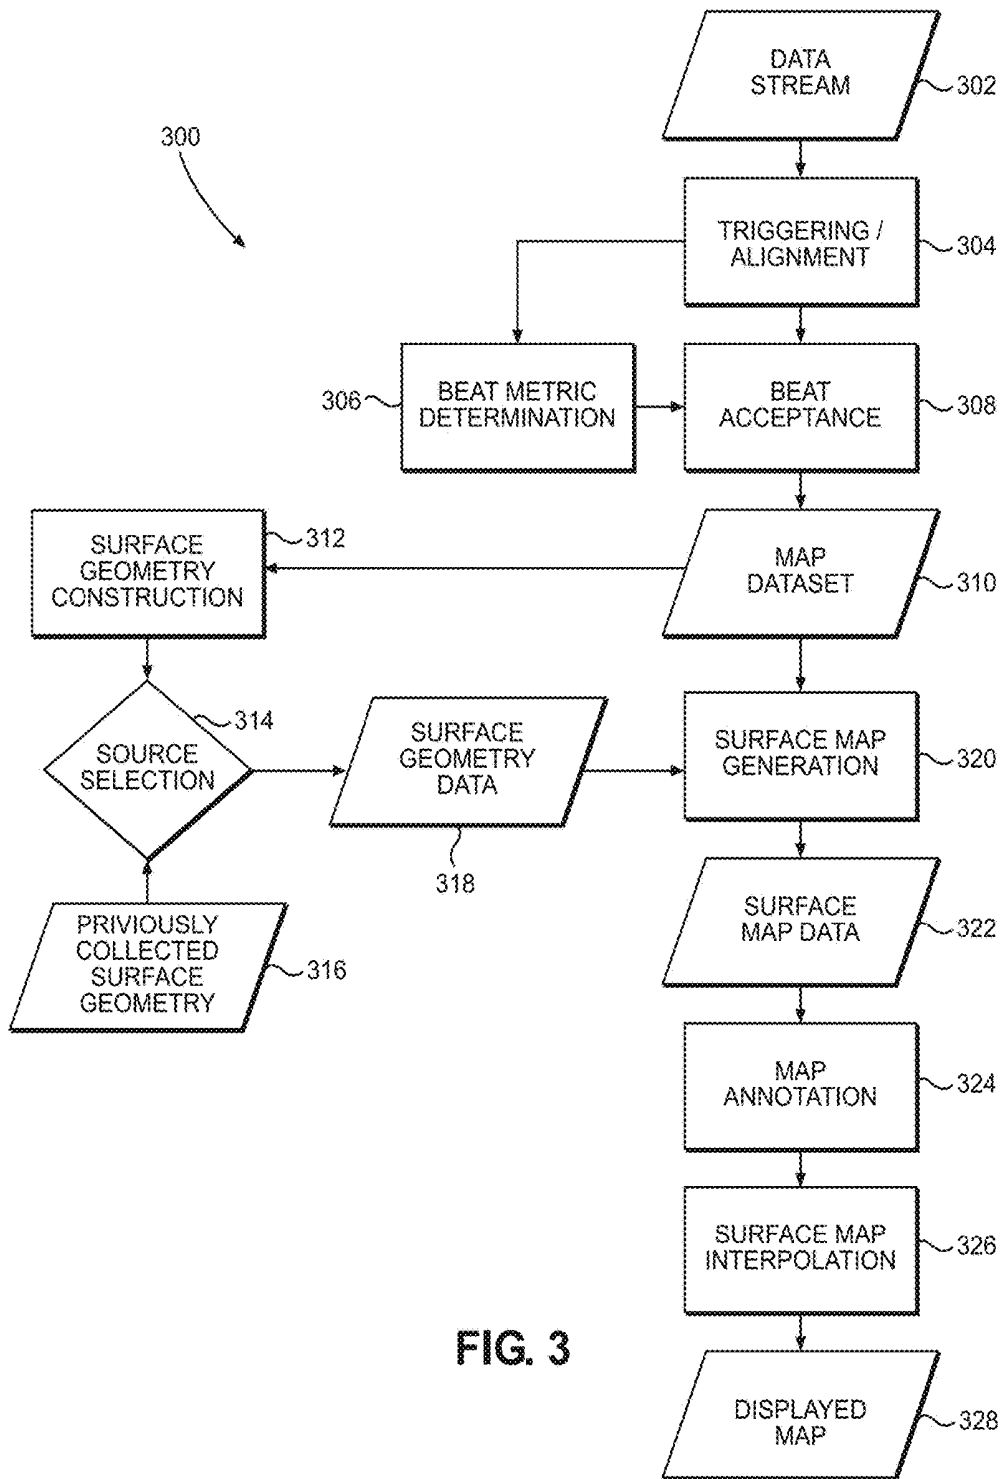 DATA
STREAM
302
300
TRIGGERING /
ALIGNMENT
304
306
BEAT METRIC
DETERMINATION
BEAT
ACCEPTANCE
308
SURFACE
GEOMETRY
CONSTRUCTION
312
MAP
DATASET
310
314
SOURCE
SELECTION
SURFACE
GEOMETRY
DATA
318
SURFACE MAP
GENERATION
320
PRIVIOUSLY
COLLECTED
SURFACE
GEOMETRY
316
SURFACE
MAP DATA
322
MAP
ANNOTATION
324
SURFACE MAP
INTERPOLATION
326
FIG. 3
DISPLAYED
MAP
328